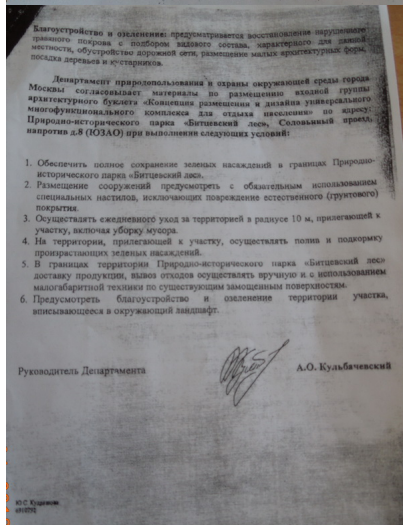 Благоустройство и озеленение: предусматривается восстановление нарушенного
травяного покрова с подбором видового состава, характерного для данной
местности, обустройство дорожной сети, размещение малых архитектурных форм,
посадка деревьев и кустарников.
Департамент природопользования и охраны окружающей среды города
Москвы согласовывает материалы по размещению входной группы
архитектурного буклета «Концепция размещения и дизайна универсального
многофункционального комплекса для отдыха населения» по адресу:
Природно-исторического парка «Битцевский лес», Соловьиный проезд,
напротив д.8 (ЮЗАО) при выполнении следующих условий:
1. Обеспечить полное сохранение зеленых насаждений в границах Природно-
исторического парка «Битцевский лес».
2. Размещение сооружений предусмотреть с обязательным использованием
специальных настилов, исключающих повреждение естественного (грунтового)
покрытия.
3. Осуществлять ежедневного уход за территорией в радиусе 10 м, прилегающей к
участку, включая уборку мусора.
4. На территории, прилегающей к участку, осуществлять полив и подкормку
произрастающих зеленых насаждений.
5. В границах территории Природно-исторического парка «Битцевский лес»
доставку продукции, вывоз отходов осуществлять вручную и с использованием
малогабаритной техники по существующим замощенным поверхностям.
6. Предусмотреть благоустройство и озеленение территории участка,
вписывающееся в окружающий ландшафт.
Руководитель Департамента А.О. Кульбачевский
Ю.С.